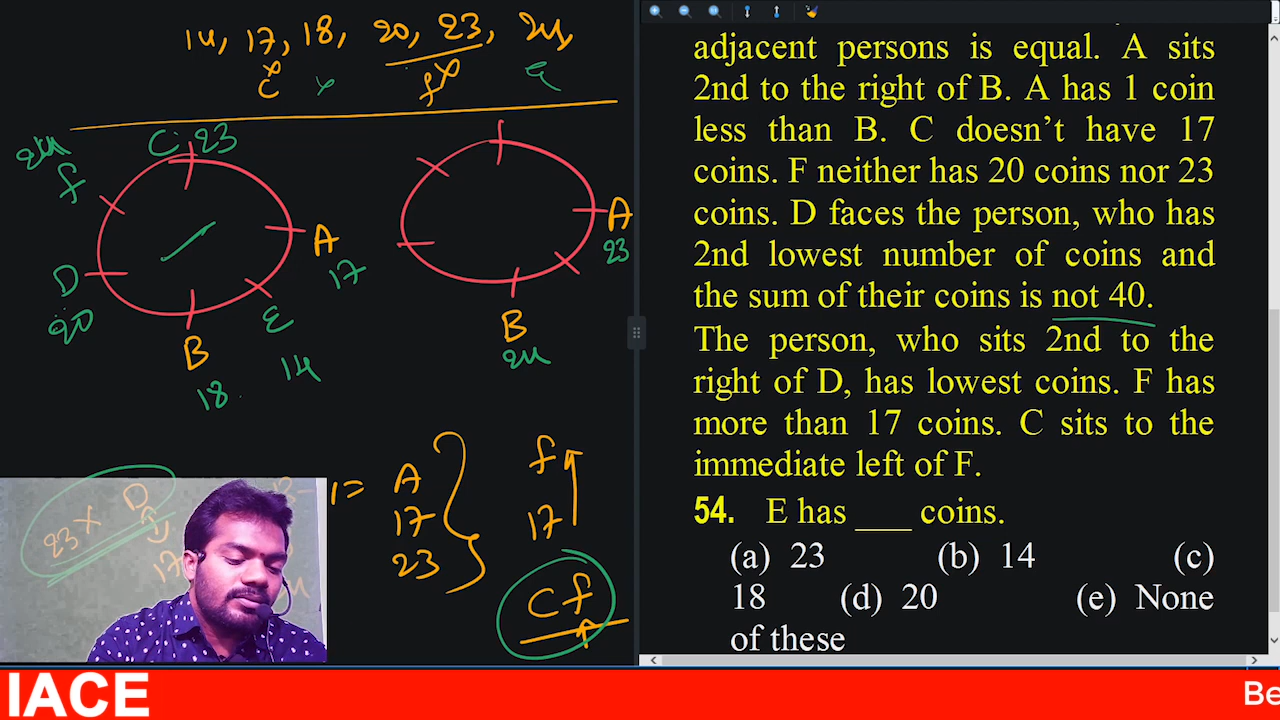 14, 17, 18, 20, 23, 24,
C
C 23
24
F
A
17
D
20
E
14
B
18
A
23
B
24
1 = A
17
23
F
17
C F
23 X D
17
adjacent persons is equal. A sits
2nd to the right of B. A has 1 coin
less than B. C doesn't have 17
coins. F neither has 20 coins nor 23
coins. D faces the person, who has
2nd lowest number of coins and
the sum of their coins is not 40.
The person, who sits 2nd to the
right of D, has lowest coins. F has
more than 17 coins. C sits to the
immediate left of F.
54. E has ___ coins.
(a) 23 (b) 14 (c)
18 (d) 20 (e) None
of these
IACE
Be